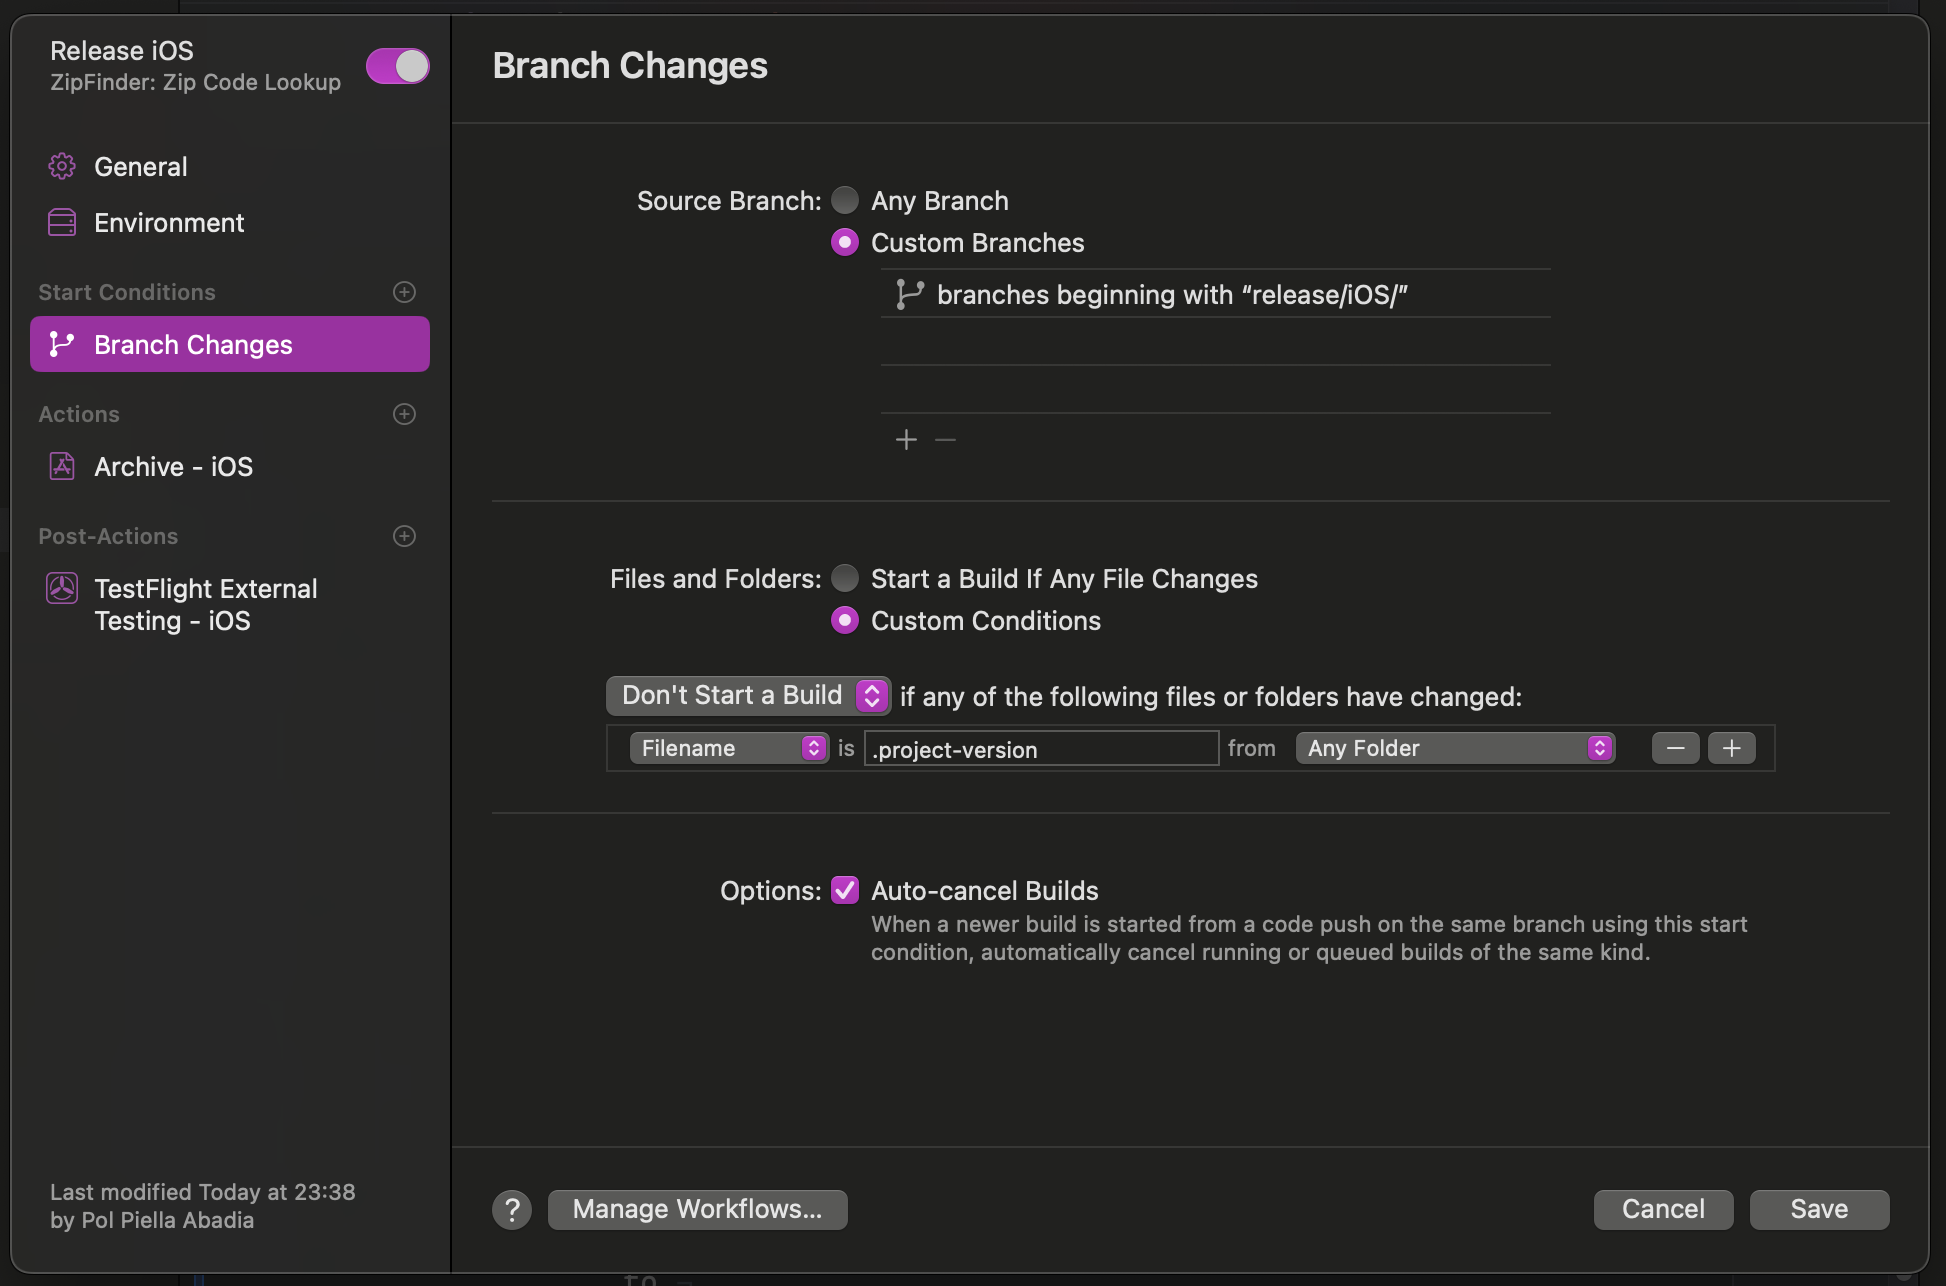 Release iOS
ZipFinder: Zip Code Lookup
General
Environment
Start Conditions
Branch Changes
Actions
Archive - iOS
Post-Actions
TestFlight External
Testing - iOS
Last modified Today at 23:38
by Pol Piella Abadia
Branch Changes
Source Branch: Any Branch
Custom Branches
branches beginning with “release/iOS/”
Files and Folders: Start a Build If Any File Changes
Custom Conditions
Don't Start a Build if any of the following files or folders have changed:
Filename is .project-version from Any Folder
Options: Auto-cancel Builds
When a newer build is started from a code push on the same branch using this start
condition, automatically cancel running or queued builds of the same kind.
? Manage Workflows... Cancel Save